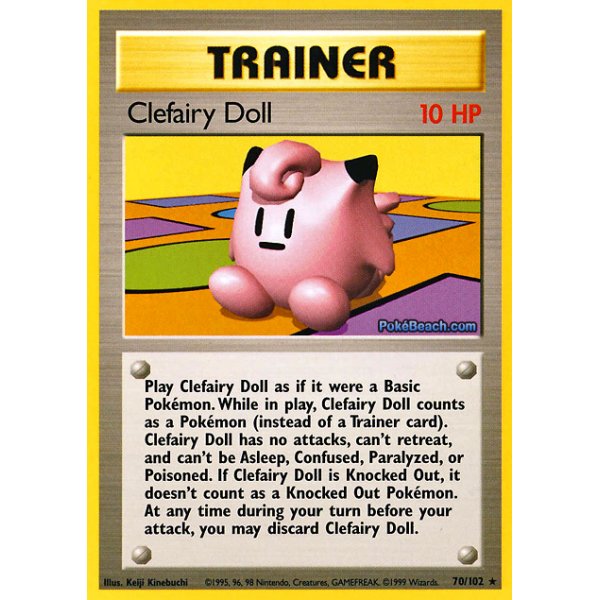 TRAINER
Clefairy Doll 10 HP
PokéBeach.com
Play Clefairy Doll as if it were a Basic
Pokémon. While in play, Clefairy Doll counts
as a Pokémon (instead of a Trainer card).
Clefairy Doll has no attacks, can't retreat,
and can't be Asleep, Confused, Paralyzed, or
Poisoned. If Clefairy Doll is Knocked Out, it
doesn't count as a Knocked Out Pokémon.
At any time during your turn before your
attack, you may discard Clefairy Doll.
Illus. Keiji Kinebuchi ©1995, 96, 98 Nintendo, Creatures, GAMEFREAK. ©1999 Wizards. 70/102 ★